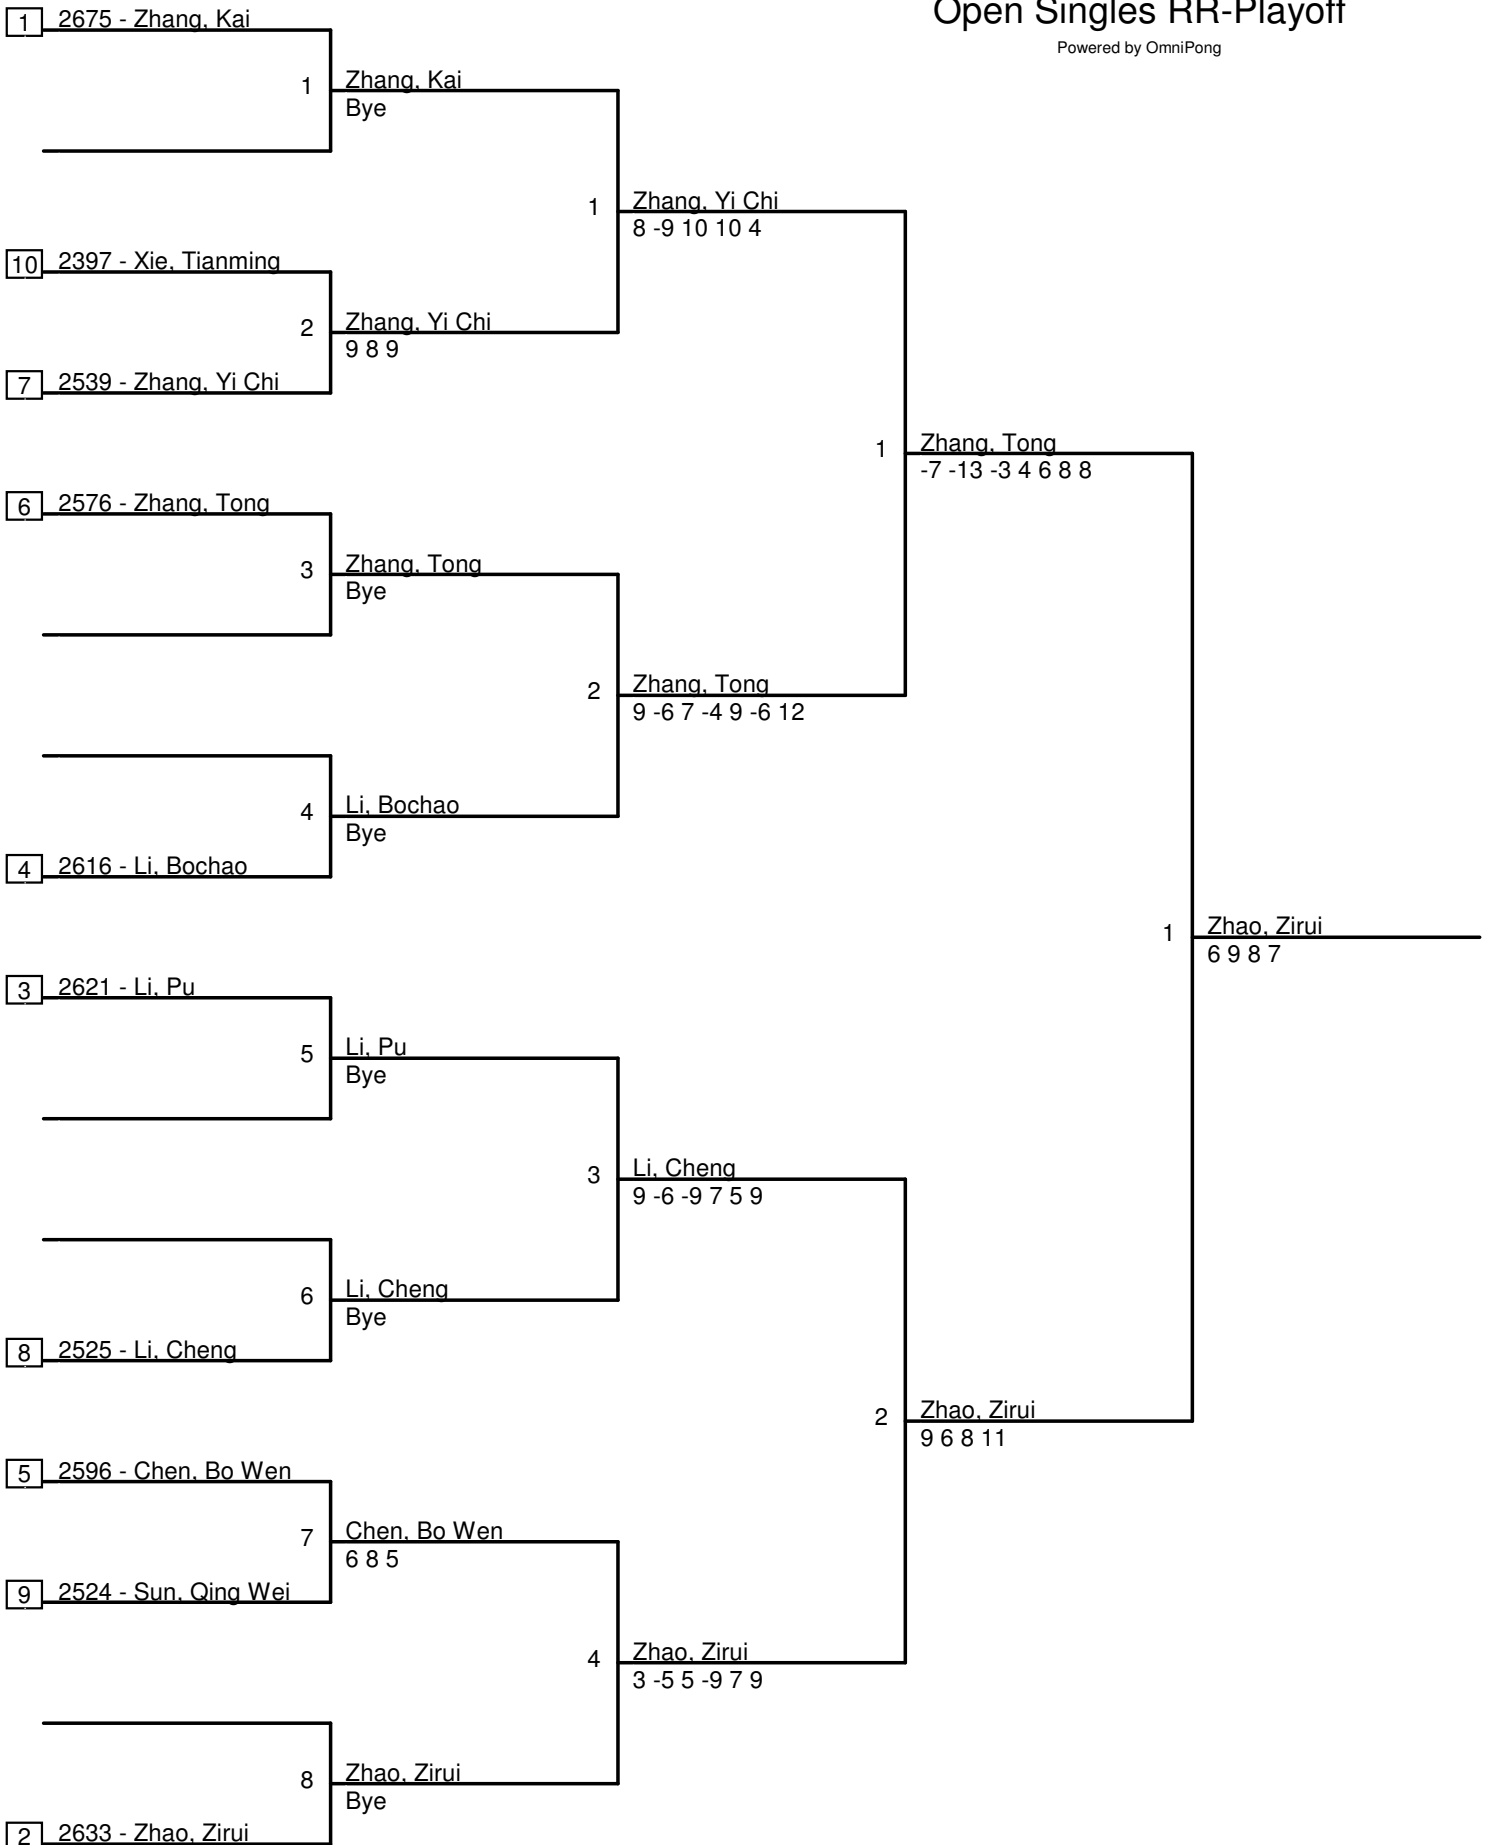 Open Singles RR-Playoff
Powered by OmniPong
1 2675 - Zhang, Kai
1 Zhang, Kai
Bye
1 Zhang, Yi Chi
8 -9 10 10 4
10 2397 - Xie, Tianming
2 Zhang, Yi Chi
9 8 9
7 2539 - Zhang, Yi Chi
1 Zhang, Tong
-7 -13 -3 4 6 8 8
6 2576 - Zhang, Tong
3 Zhang, Tong
Bye
2 Zhang, Tong
9 -6 7 -4 9 -6 12
4 Li, Bochao
Bye
4 2616 - Li, Bochao
1 Zhao, Zirui
6 9 8 7
3 2621 - Li, Pu
5 Li, Pu
Bye
3 Li, Cheng
9 -6 -9 7 5 9
6 Li, Cheng
Bye
8 2525 - Li, Cheng
2 Zhao, Zirui
9 6 8 11
5 2596 - Chen, Bo Wen
7 Chen, Bo Wen
6 8 5
9 2524 - Sun, Qing Wei
4 Zhao, Zirui
3 -5 5 -9 7 9
8 Zhao, Zirui
Bye
2 2633 - Zhao, Zirui